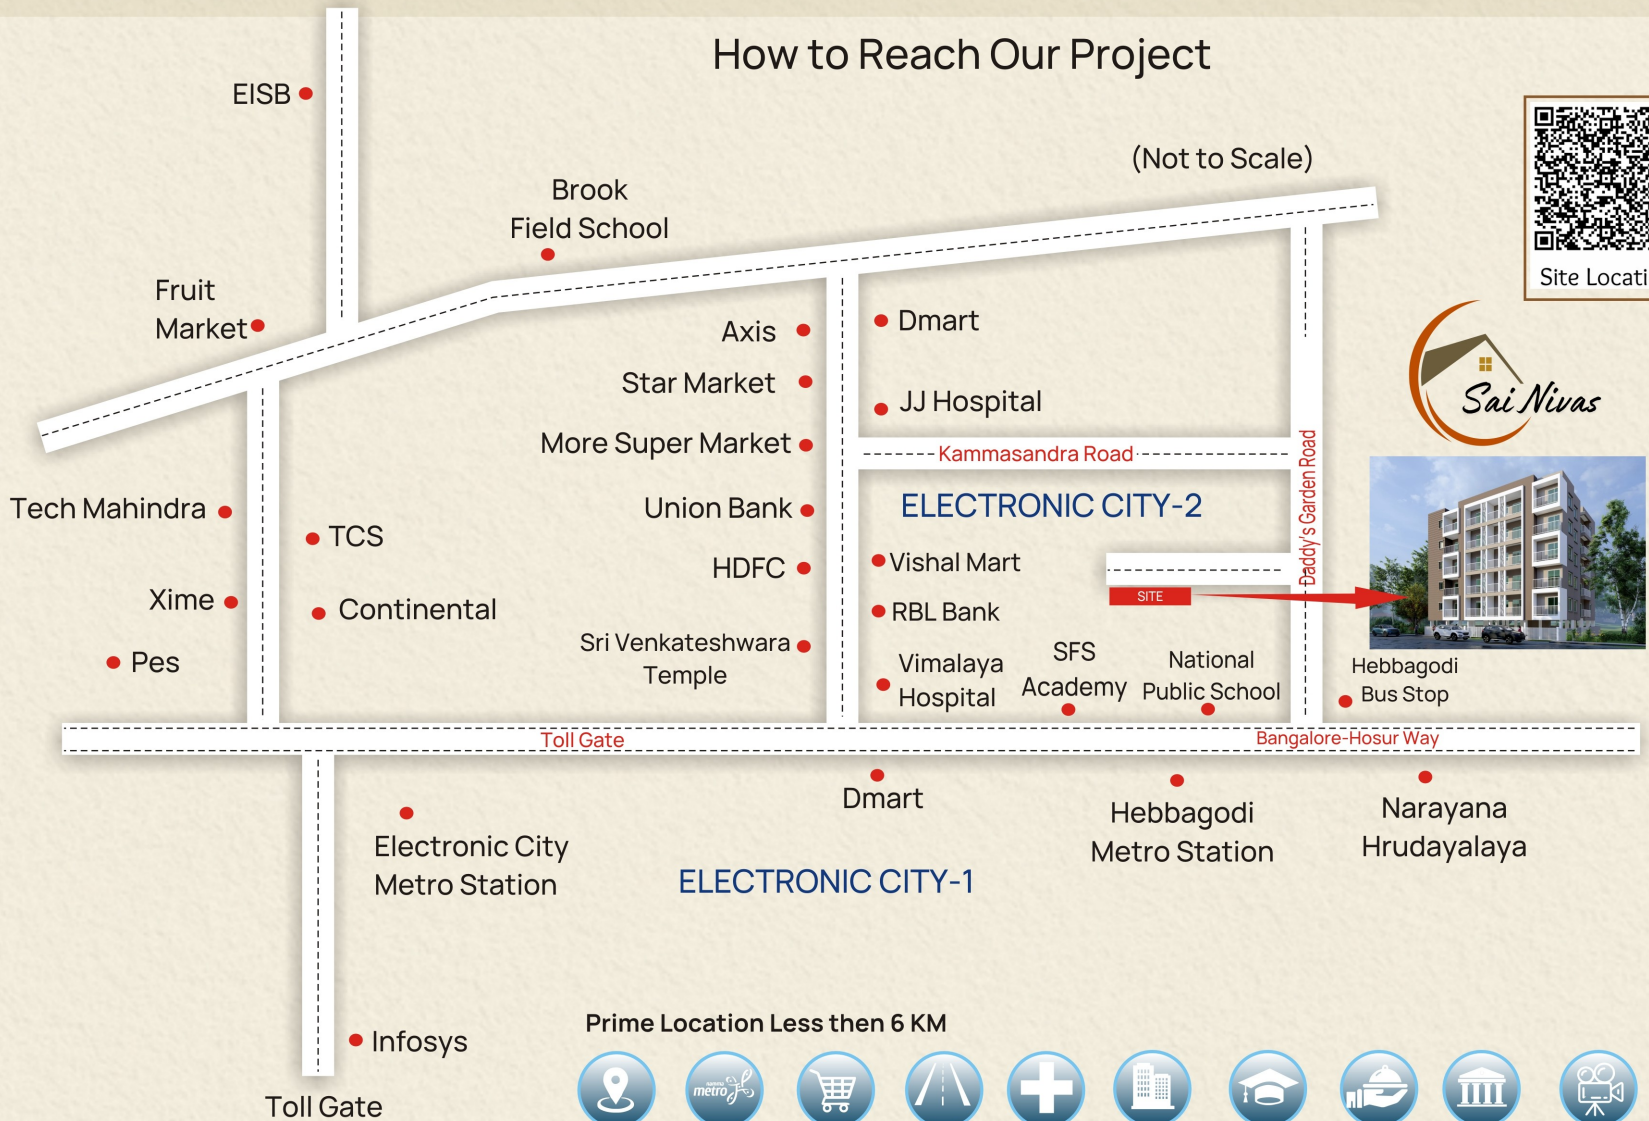 How to Reach Our Project
EISB
(Not to Scale)
Brook
Field School
Site Locati
Fruit
Market
Axis
Dmart
Star Market
JJ Hospital
Sai Nivas
More Super Market
Kammasandra Road
Daddy's Garden Road
Tech Mahindra
Union Bank
ELECTRONIC CITY-2
TCS
HDFC
Vishal Mart
SITE
Xime
Continental
RBL Bank
Sri Venkateshwara
Temple
Pes
Vimalaya
Hospital
SFS
Academy
National
Public School
Hebbagodi
Bus Stop
Toll Gate
Bangalore-Hosur Way
Dmart
Hebbagodi
Metro Station
Narayana
Hrudayalaya
Electronic City
Metro Station
ELECTRONIC CITY-1
Prime Location Less then 6 KM
Infosys
Toll Gate
namma
metro